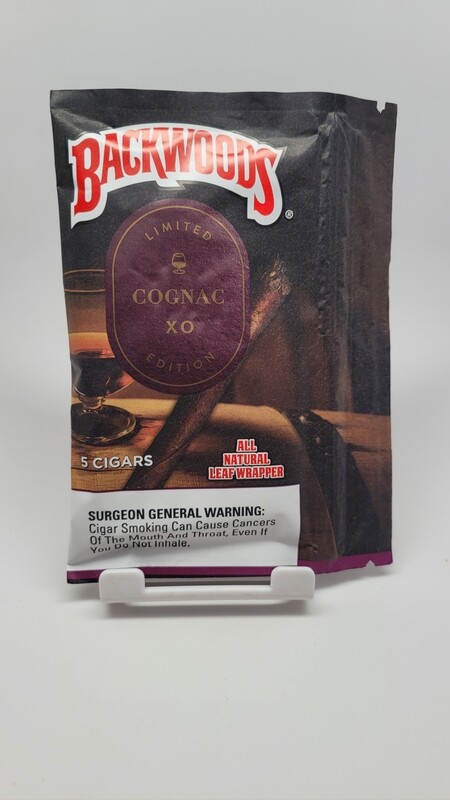 BACKWOODS®
LIMITED
COGNAC
XO
EDITION
5 CIGARS
ALL
NATURAL
LEAF WRAPPER
SURGEON GENERAL WARNING:
Cigar Smoking Can Cause Cancers
Of The Mouth And Throat, Even If
You Do Not Inhale.